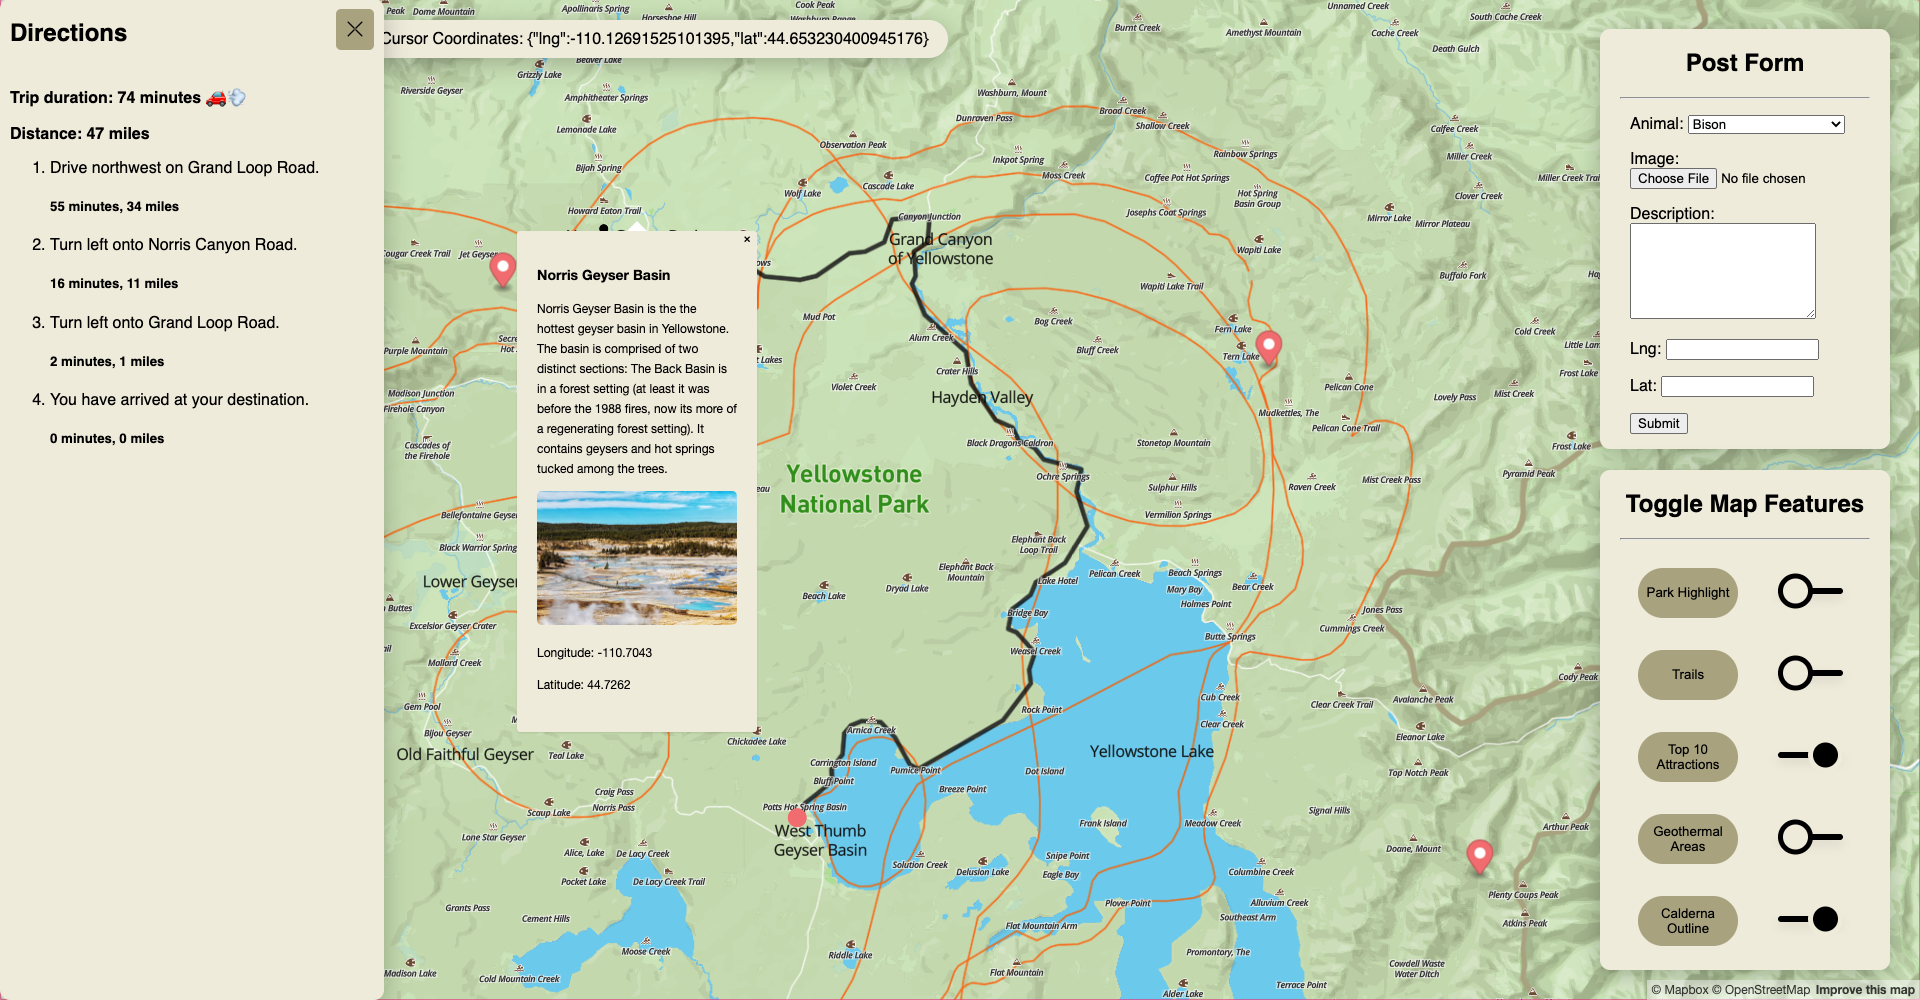 Directions
Trip duration: 74 minutes 🚗💨
Distance: 47 miles
1. Drive northwest on Grand Loop Road.
55 minutes, 34 miles
2. Turn left onto Norris Canyon Road.
16 minutes, 11 miles
3. Turn left onto Grand Loop Road.
2 minutes, 1 miles
4. You have arrived at your destination.
0 minutes, 0 miles
Cursor Coordinates: {"lng":-110.12691525101395,"lat":44.653230400945176}
Peak
Dome Mountain
Apollinaris Spring
Horseshoe Hill
Cook Peak
Washburn Range
Burnt Creek
Amethyst Mountain
Unnamed Creek
Cache Creek
South Cache Creek
Death Gulch
Beaver Lake
Grizzly Lake
Riverside Geyser
Amphitheater Springs
Washburn, Mount
Dunraven Pass
Broad Creek
Shallow Creek
Lemonade Lake
Observation Peak
Calfee Creek
Miller Creek
Miller Creek Trai
Bijah Spring
Inkpot Spring
Moss Creek
Rainbow Springs
Coffee Pot Hot Springs
Hot Spring
Basin Group
Clover Creek
Wolf Lake
Cascade Lake
Howard Eaton Trail
Canyon Junction
Josephs Coat Springs
Mirror Lake
Mirror Plateau
Grand Canyon
of Yellowstone
Wapiti Lake
Wapiti Lake Trail
Buffalo Fork
Cougar Creek Trail
Jet Geyser
ows
Mud Pot
Alum Creek
Bog Creek
Bluff Creek
Fern Lake
Tern Lake
Cold Creek
Little Lam
Purple Mountain
Secre
Hot
t Lakes
Violet Creek
Crater Hills
Hayden Valley
Pelican Cone
Frost Lake
Mist Creek
Lovely Pass
Madison Junction
Firehole Canyon
Mudkettles, The
Pelican Cone Trail
Black Dragons Caldron
Stonetop Mountain
Frost Lake
Cascades of
the Firehole
Yellowstone
National Park
Ochre Springs
Sulphur Hills
Raven Creek
Mist Creek Pass
Pyramid Peak
eau
Bellefontaine Geyse
Vermilion Springs
Black Warrior Spring
Elephant Back
Loop Trail
Elephant Back
Mountain
Lower Geyser
Lake Hotel
Pelican Creek
Beach Springs
Mary Bay
Bear Creek
Beach Lake
Dryad Lake
Holmes Point
n Buttes
Bridge Bay
Jones Pass
Cummings Creek
Excelsior Geyser Crater
Butte Springs
ail
Mallard Creek
Weasel Creek
Cody Peak
Gem Pool
M
Rock Point
Cub Creek
Clear Creek
Clear Creek Trail
Avalanche Peak
Bijou Geyser
Old Faithful Geyser
Teal Lake
Chickadee Lake
Arnica Creek
Yellowstone Lake
Eleanor Lake
Carrington Island
Bluff Point
Pumice Point
Dot Island
Top Notch Peak
Craig Pass
Norris Pass
Scaup Lake
Breeze Point
Potts Hot Spring Basin
West Thumb
Geyser Basin
Frank Island
Meadow Creek
Signal Hills
Arthur Peak
Lone Star Geyser
Alice, Lake
De Lacy Creek
Snipe Point
Doane, Mount
Pocket Lake
De Lacy Creek Trail
Solution Creek
Delusion Lake
Eagle Bay
Columbine Creek
Plenty Coups Peak
Grants Pass
Cement Hills
Plover Point
Alluvium Creek
Southeast Arm
Atkins Peak
Flat Mountain Arm
Moose Creek
Riddle Lake
Promontory, The
Madison Lake
Cold Mountain Creek
Flat Mountain
Cowdell Waste
Water Ditch
Alder Lake
Terrace Point
×
Norris Geyser Basin
Norris Geyser Basin is the the
hottest geyser basin in Yellowstone.
The basin is comprised of two
distinct sections: The Back Basin is
in a forest setting (at least it was
before the 1988 fires, now its more of
a regenerating forest setting). It
contains geysers and hot springs
tucked among the trees.
Longitude: -110.7043
Latitude: 44.7262
Post Form
Animal: Bison
Image:
Choose File No file chosen
Description:
Lng:
Lat:
Submit
Toggle Map Features
Park Highlight
Trails
Top 10
Attractions
Geothermal
Areas
Calderna
Outline
© Mapbox © OpenStreetMap Improve this map